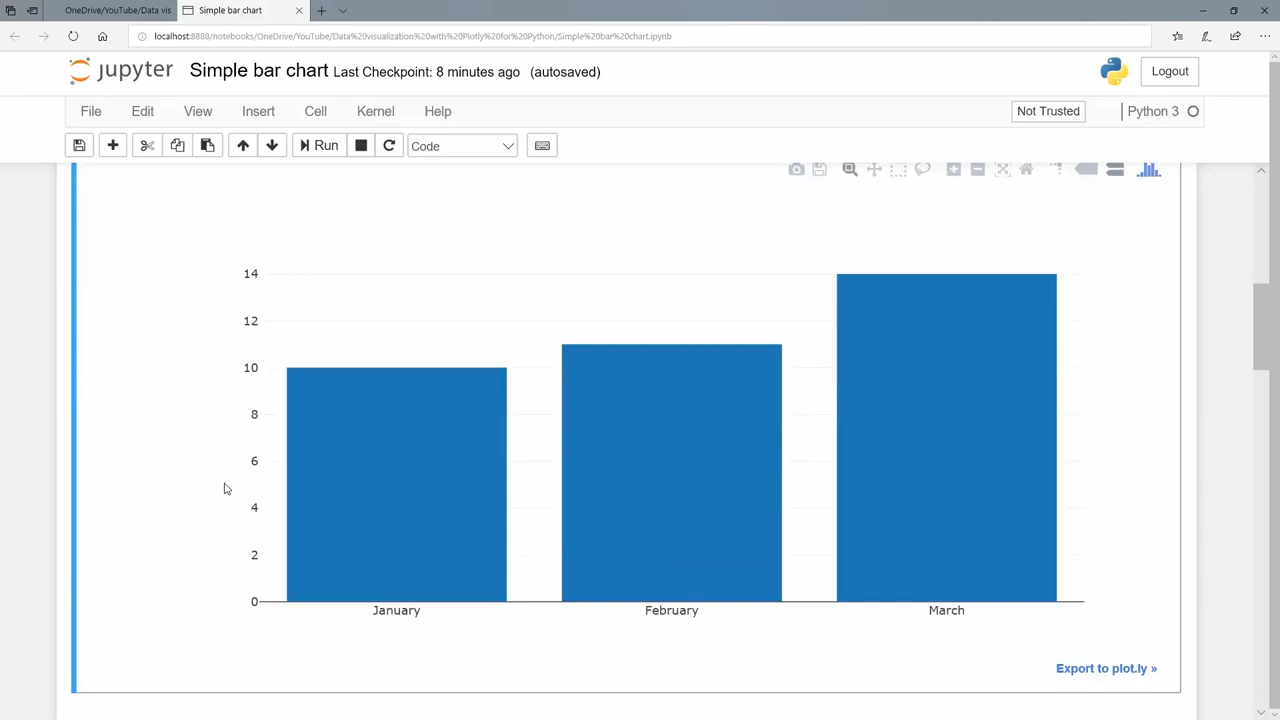 OneDrive/YouTube/Data vis
Simple bar chart
localhost:8888/notebooks/OneDrive/YouTube/Data%20visualization%20with%20Plotly%20for%20Python/Simple%20bar%20chart.ipynb
jupyter Simple bar chart Last Checkpoint: 8 minutes ago (autosaved)
Logout
File Edit View Insert Cell Kernel Help
Not Trusted
Python 3
Run
Code
14
12
10
8
6
4
2
0
January February March
Export to plot.ly »